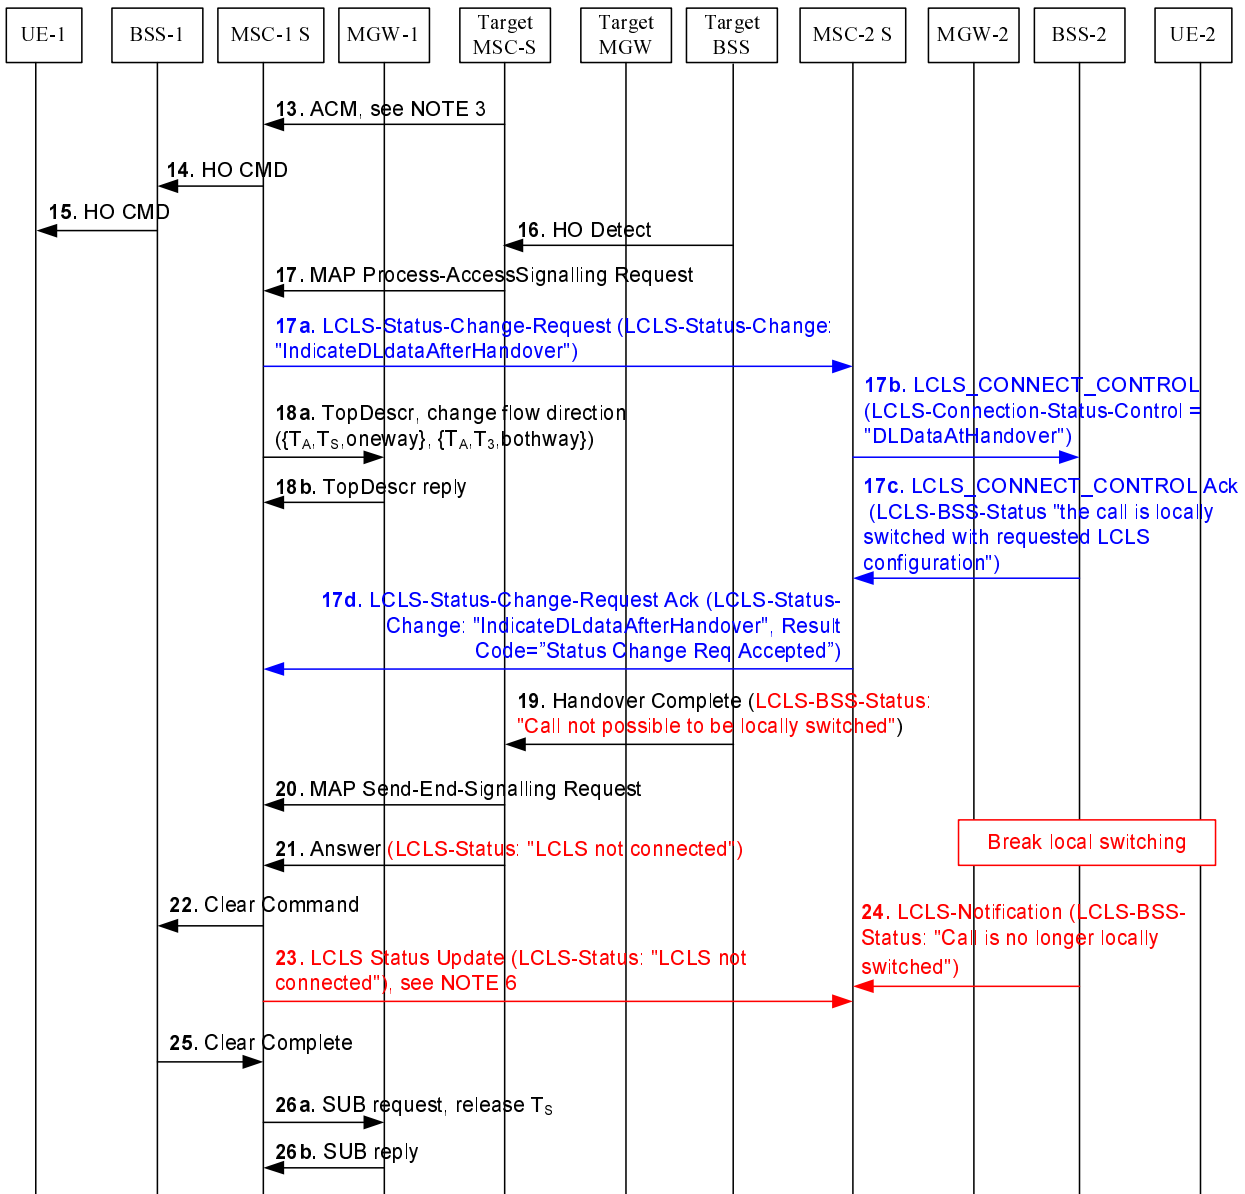 UE-1
BSS-1
MSC-1 S
MGW-1
Target
MSC-S
Target
MGW
Target
BSS
MSC-2 S
MGW-2
BSS-2
UE-2
13. ACM, see NOTE 3
14. HO CMD
15. HO CMD
16. HO Detect
17. MAP Process-AccessSignalling Request
17a. LCLS-Status-Change-Request (LCLS-Status-Change:
"IndicateDLdataAfterHandover")
17b. LCLS_CONNECT_CONTROL
(LCLS-Connection-Status-Control =
"DLDataAtHandover")
18a. TopDescr, change flow direction
({TA,TS,oneway}, {TA,T3,bothway})
18b. TopDescr reply
17c. LCLS_CONNECT_CONTROL Ack
(LCLS-BSS-Status "the call is locally
switched with requested LCLS
configuration")
17d. LCLS-Status-Change-Request Ack (LCLS-Status-
Change: "IndicateDLdataAfterHandover", Result
Code="Status Change Req Accepted”)
19. Handover Complete (LCLS-BSS-Status:
"Call not possible to be locally switched")
20. MAP Send-End-Signalling Request
21. Answer (LCLS-Status: "LCLS not connected")
Break local switching
22. Clear Command
24. LCLS-Notification (LCLS-BSS-
Status: "Call is no longer locally
switched")
23. LCLS Status Update (LCLS-Status: "LCLS not
connected"), see NOTE 6
25. Clear Complete
26a. SUB request, release TS
26b. SUB reply